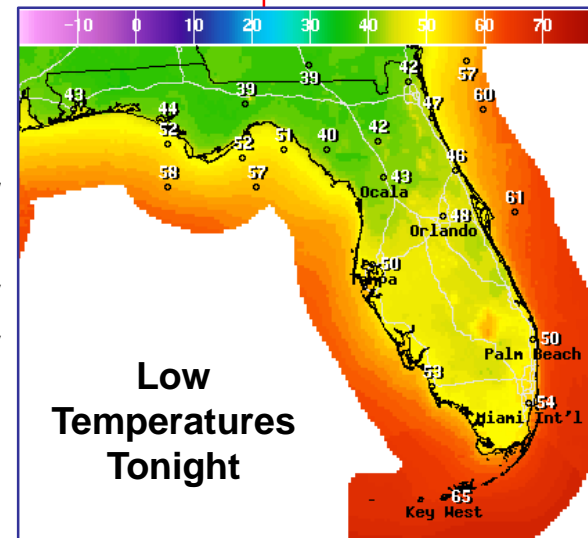 -10 0 10 20 30 40 50 60 70
39 42 57
43 44 39 47 60
52 52 51 40 42
58 57 43 46
Ocala
48 61
Orlando
50
Tampa
50
Palm Beach
53 54
Miami Int'l
65
Key West
Low
Temperatures
Tonight